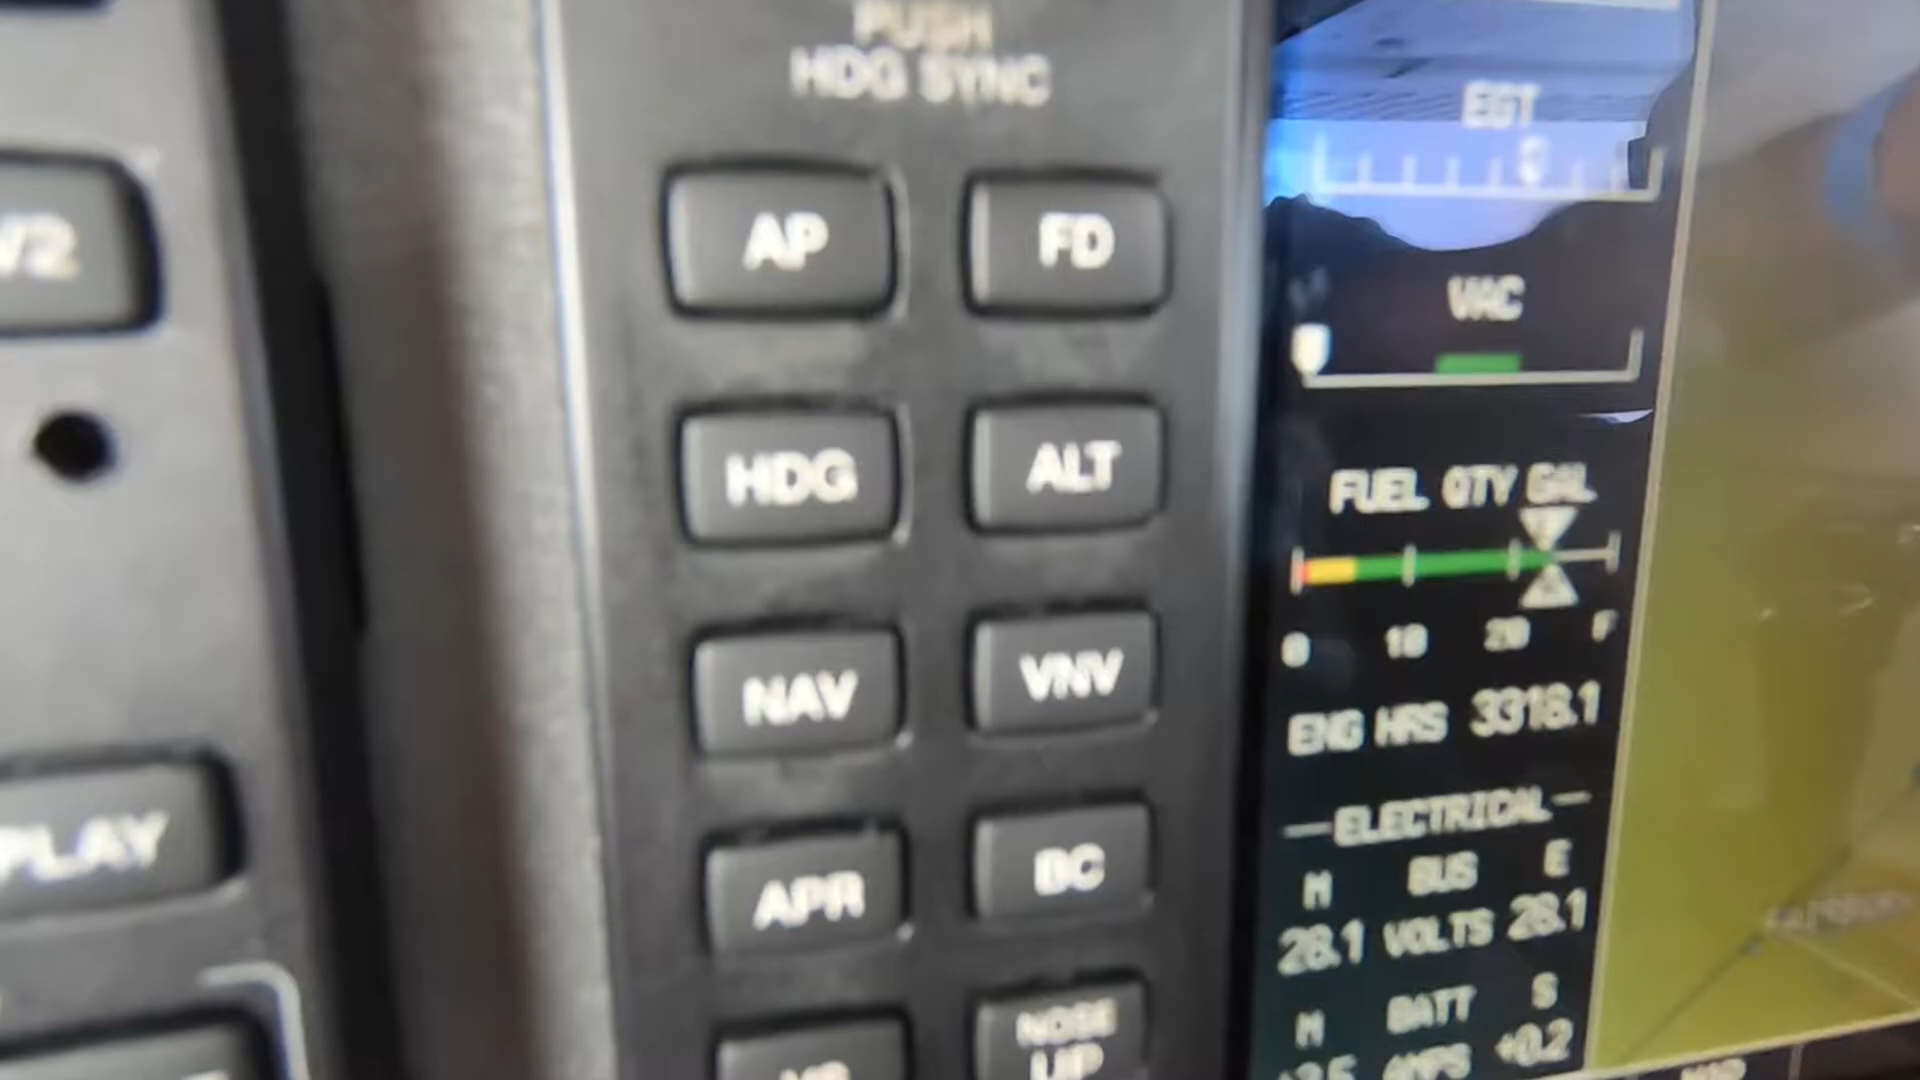 PUSH
HDG SYNC
AP
FD
HDG
ALT
NAV
VNV
APR
BC
NOSE
UP
V2
PLAY
EGT
VAC
FUEL QTY GAL
0 10 20 F
ENG HRS 3318.1
ELECTRICAL
M BUS E
28.1 VOLTS 28.1
M BATT S
AMPS +0.2